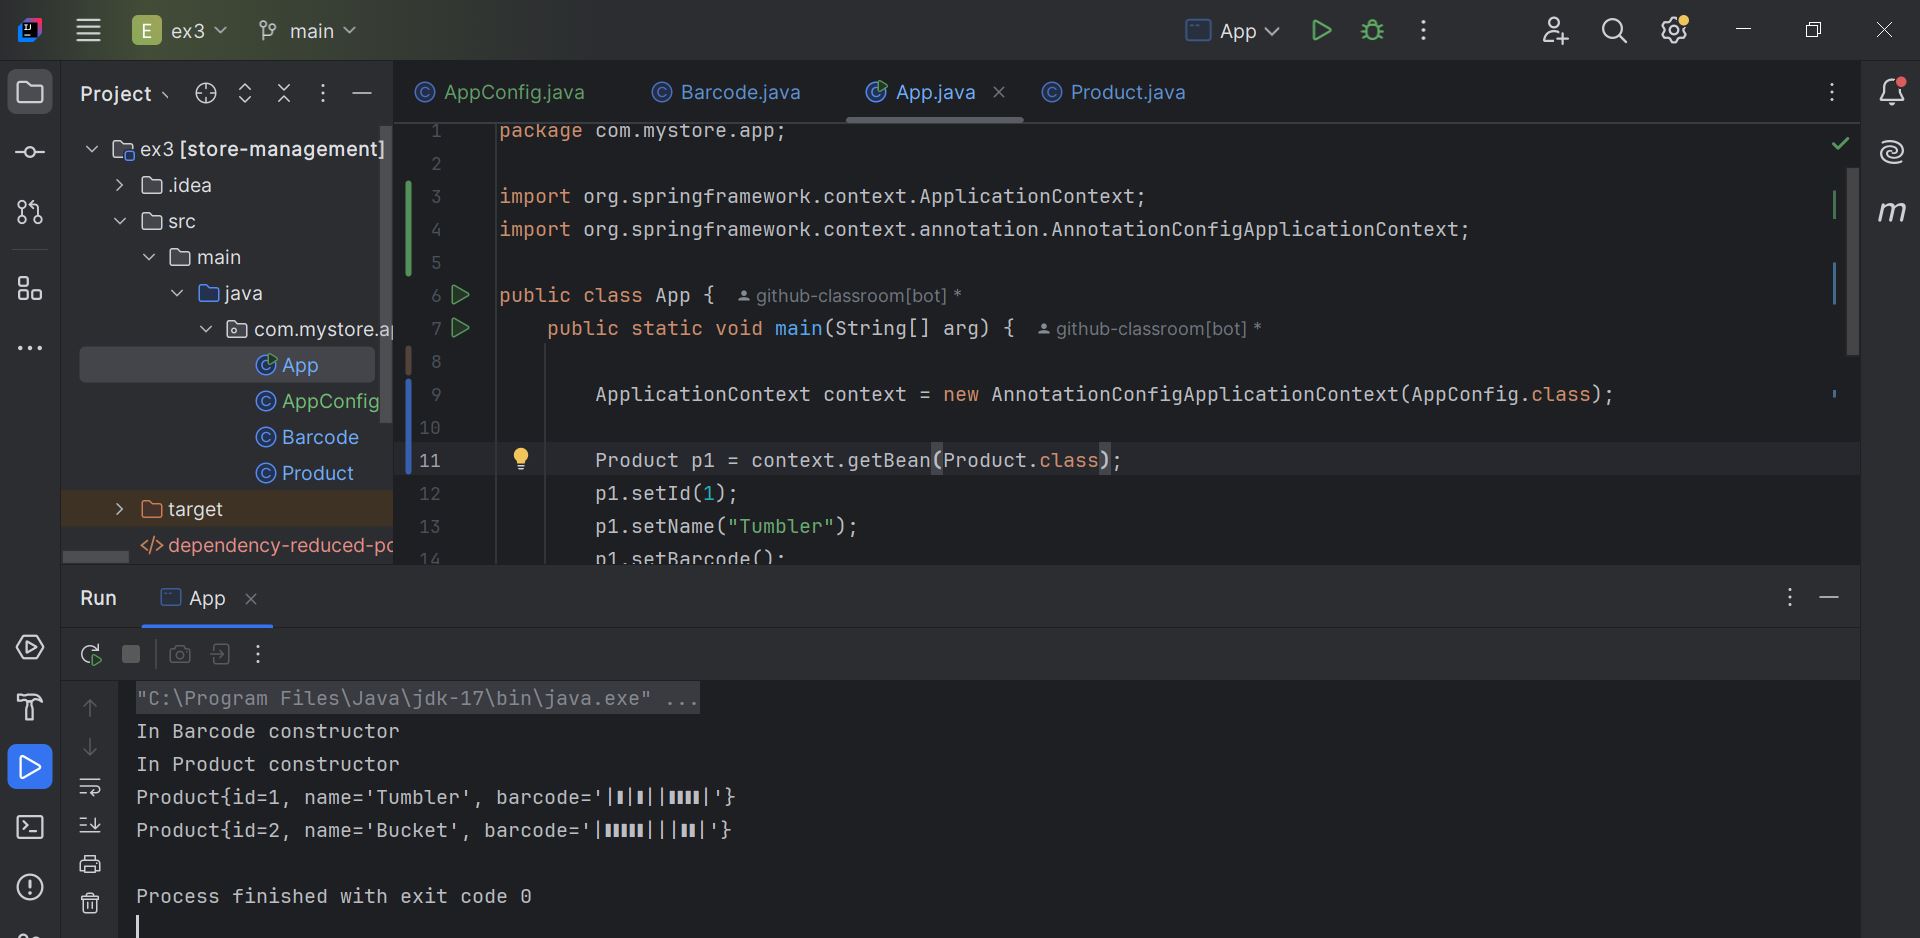 E ex3 main App
Project
AppConfig.java Barcode.java App.java Product.java
ex3 [store-management]
.idea
src
main
java
com.mystore.ap
App
AppConfig
Barcode
Product
target
</> dependency-reduced-po
1 package com.mystore.app;
2
3 import org.springframework.context.ApplicationContext;
4 import org.springframework.context.annotation.AnnotationConfigApplicationContext;
5
6 public class App { github-classroom[bot] *
7 public static void main(String[] arg) { github-classroom[bot] *
8
9 ApplicationContext context = new AnnotationConfigApplicationContext(AppConfig.class);
10
11 Product p1 = context.getBean(Product.class);
12 p1.setId(1);
13 p1.setName("Tumbler");
14 p1.setBarcode();
Run App
"C:\Program Files\Java\jdk-17\bin\java.exe" ...
In Barcode constructor
In Product constructor
Product{id=1, name='Tumbler', barcode='|▮|▮||▮▮▮▮|'}
Product{id=2, name='Bucket', barcode='|▮▮▮▮▮|||▮▮|'}
Process finished with exit code 0